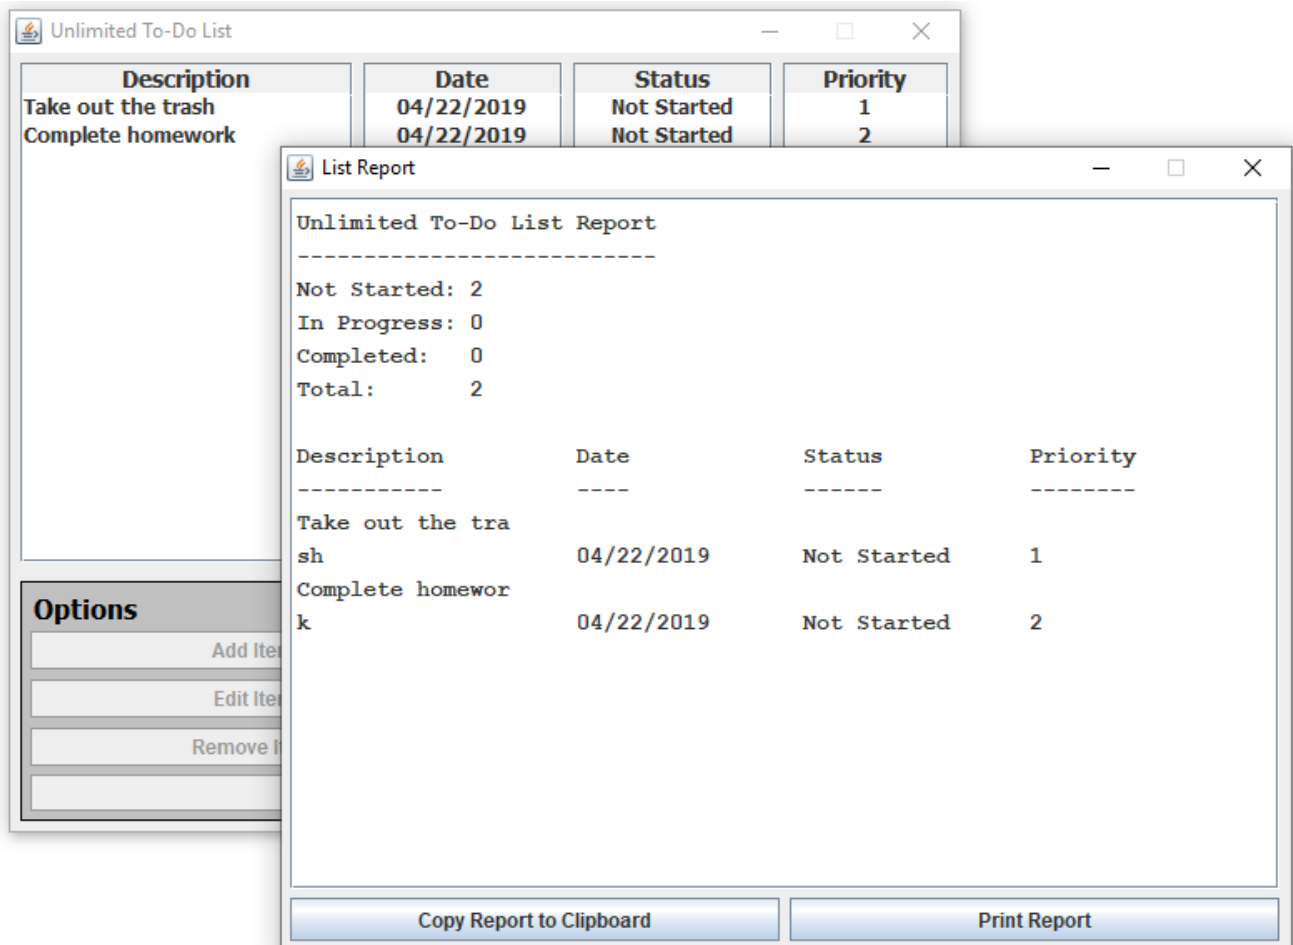 Unlimited To-Do List
Description Date Status Priority
Take out the trash 04/22/2019 Not Started 1
Complete homework 04/22/2019 Not Started 2
Options
Add
Edit
Remove
List Report
Unlimited To-Do List Report
---------------------------
Not Started: 2
In Progress: 0
Completed: 0
Total: 2
Description Date Status Priority
----------- ---- ------ --------
Take out the tra
sh 04/22/2019 Not Started 1
Complete homewor
k 04/22/2019 Not Started 2
Copy Report to Clipboard Print Report